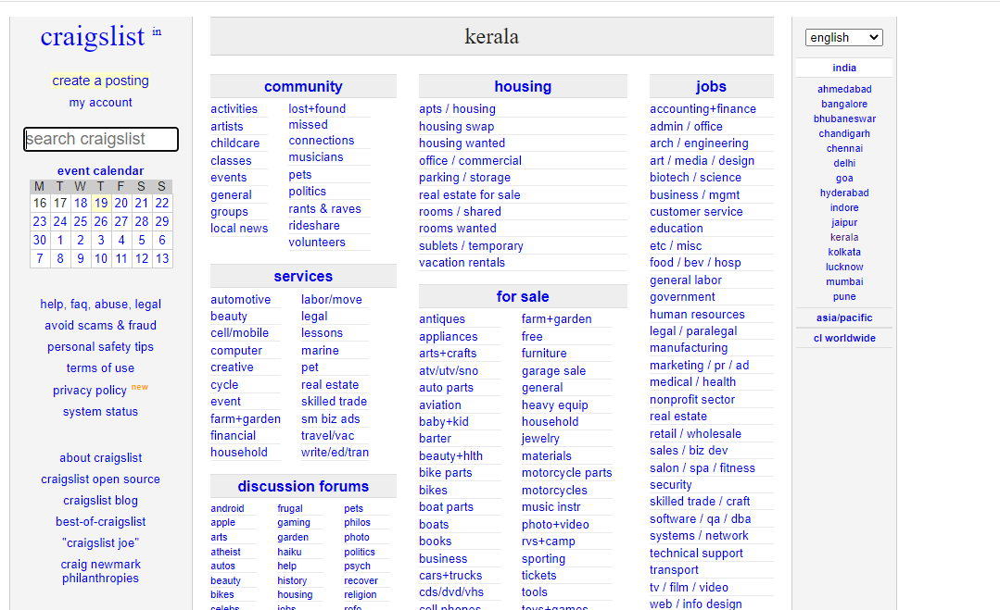 craigslist in
create a posting
my account
search craigslist
event calendar
M T W T F S S
16 17 18 19 20 21 22
23 24 25 26 27 28 29
30 1 2 3 4 5 6
7 8 9 10 11 12 13
help, faq, abuse, legal
avoid scams & fraud
personal safety tips
terms of use
privacy policy new
system status
about craigslist
craigslist open source
craigslist blog
best-of-craigslist
"craigslist joe"
craig newmark
philanthropies
kerala
community
activities
artists
childcare
classes
events
general
groups
local news
lost+found
missed
connections
musicians
pets
politics
rants & raves
rideshare
volunteers
services
automotive
beauty
cell/mobile
computer
creative
cycle
event
farm+garden
financial
household
labor/move
legal
lessons
marine
pet
real estate
skilled trade
sm biz ads
travel/vac
write/ed/tran
discussion forums
android
apple
arts
atheist
autos
beauty
bikes
celebs
frugal
gaming
garden
haiku
help
history
housing
jobs
pets
philos
photo
politics
psych
recover
religion
rofo
housing
apts / housing
housing swap
housing wanted
office / commercial
parking / storage
real estate for sale
rooms / shared
rooms wanted
sublets / temporary
vacation rentals
for sale
antiques
appliances
arts+crafts
atv/utv/sno
auto parts
aviation
baby+kid
barter
beauty+hlth
bike parts
bikes
boat parts
boats
books
business
cars+trucks
cds/dvd/vhs
cell phones
farm+garden
free
furniture
garage sale
general
heavy equip
household
jewelry
materials
motorcycle parts
motorcycles
music instr
photo+video
rvs+camp
sporting
tickets
tools
toys+games
jobs
accounting+finance
admin / office
arch / engineering
art / media / design
biotech / science
business / mgmt
customer service
education
etc / misc
food / bev / hosp
general labor
government
human resources
legal / paralegal
manufacturing
marketing / pr / ad
medical / health
nonprofit sector
real estate
retail / wholesale
sales / biz dev
salon / spa / fitness
security
skilled trade / craft
software / qa / dba
systems / network
technical support
transport
tv / film / video
web / info design
english
india
ahmedabad
bangalore
bhubaneswar
chandigarh
chennai
delhi
goa
hyderabad
indore
jaipur
kerala
kolkata
lucknow
mumbai
pune
asia/pacific
cl worldwide